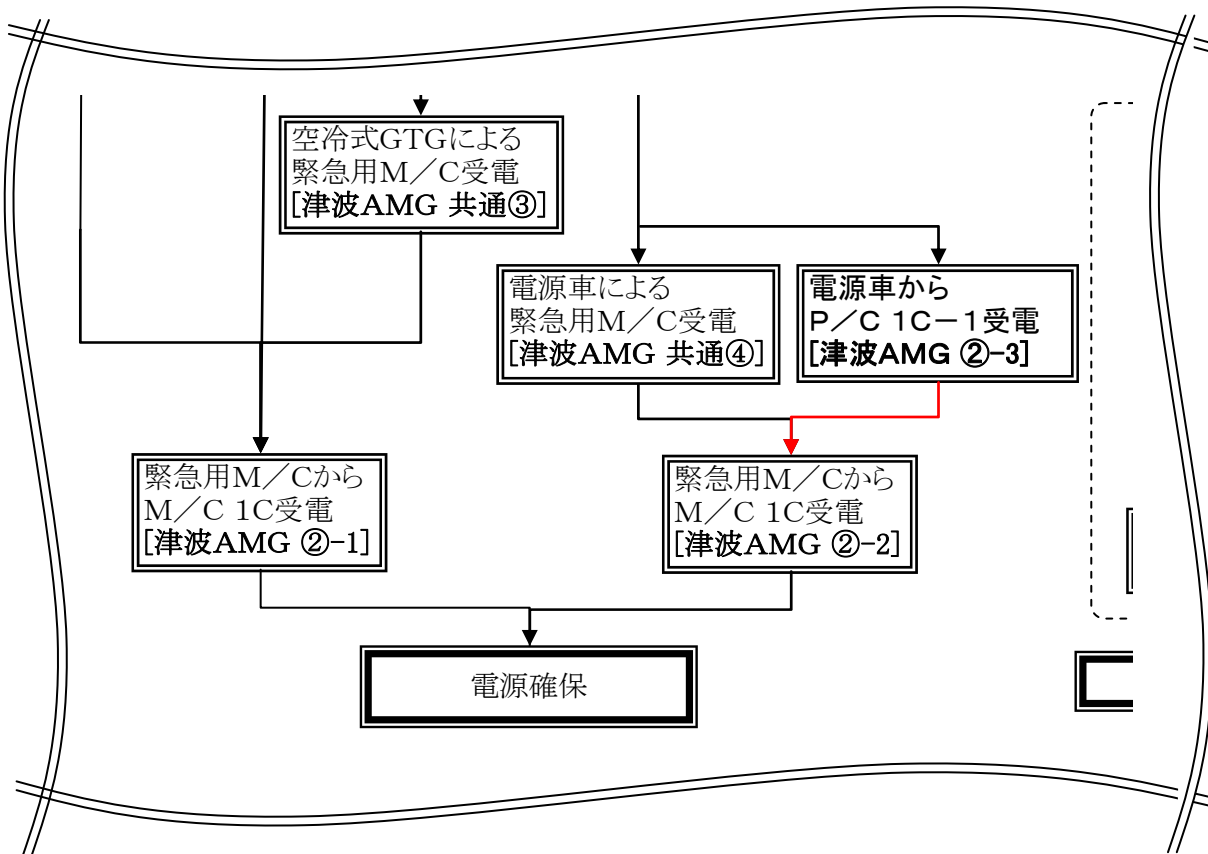 空冷式GTGによる
緊急用M／C受電
[津波AMG 共通③]
電源車による
緊急用M／C受電
[津波AMG 共通④]
電源車から
P／C 1C－1受電
[津波AMG ②-3]
緊急用M／Cから
M／C 1C受電
[津波AMG ②-1]
緊急用M／Cから
M／C 1C受電
[津波AMG ②-2]
電源確保